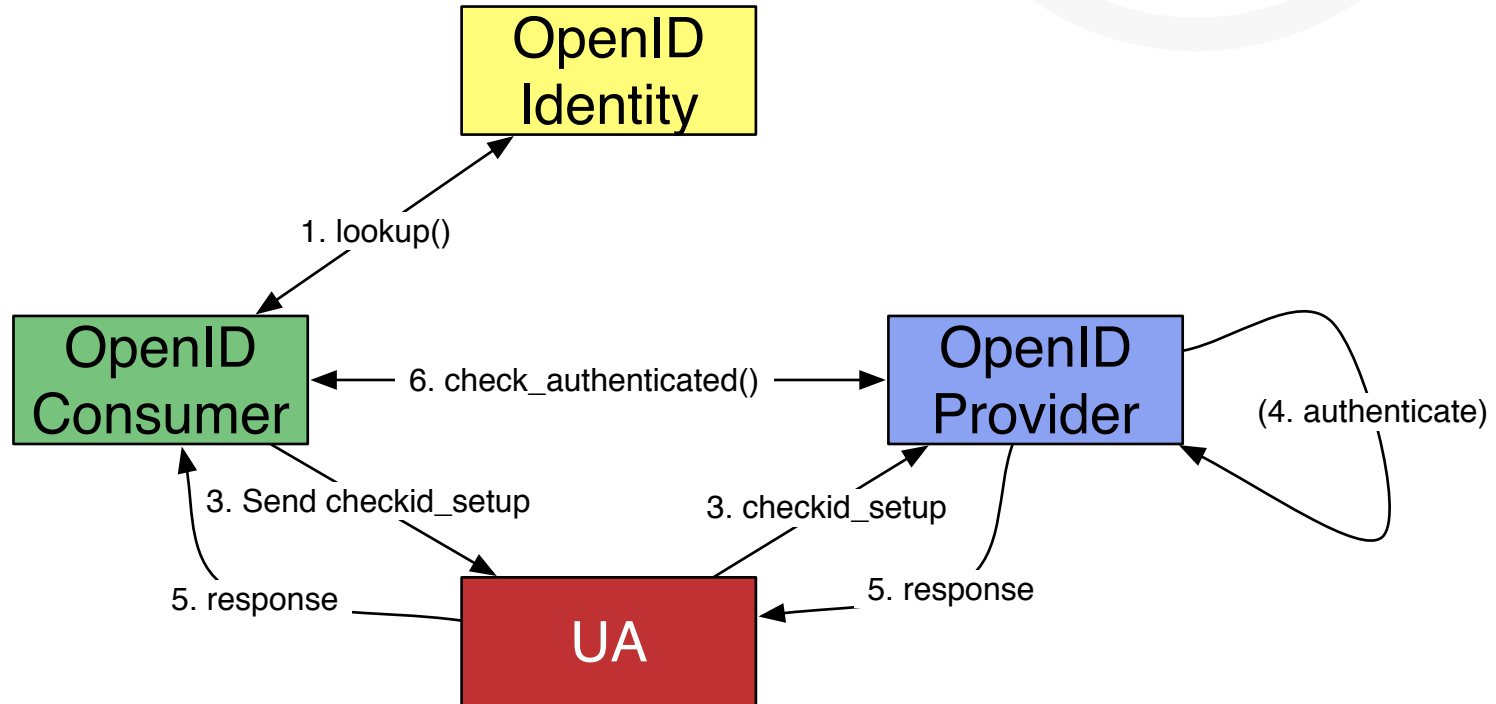 OpenID
Identity
1. lookup()
OpenID
Consumer
6. check_authenticated()
OpenID
Provider
(4. authenticate)
3. Send checkid_setup
3. checkid_setup
5. response
5. response
UA